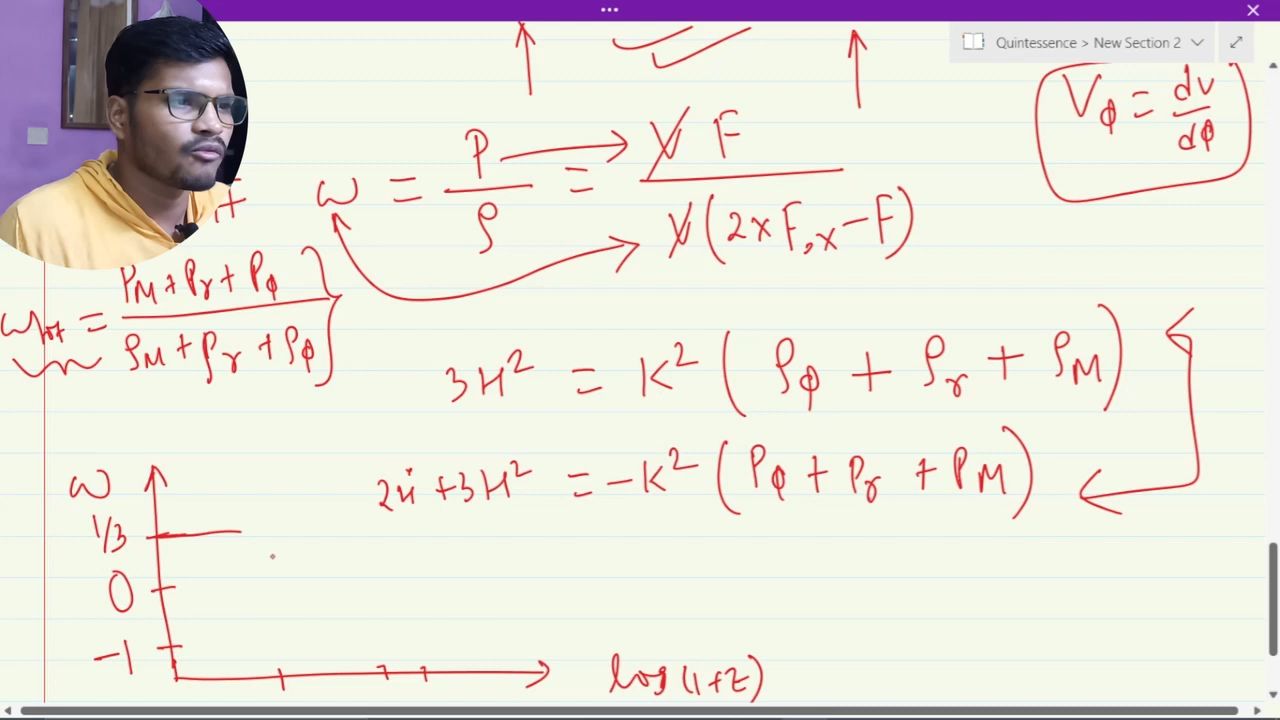 Quintessence > New Section 2
V_ϕ = dv/dϕ
ω = P/ρ = V F / V(2xF,x − F)
ω_tot = (P_M + P_r + P_ϕ) / (ρ_M + ρ_r + ρ_ϕ)
3H² = K² (ρ_ϕ + ρ_r + ρ_M)
2Ḣ + 3H² = −K² (P_ϕ + P_r + P_M)
ω
1/3
0
−1
log(1+z)